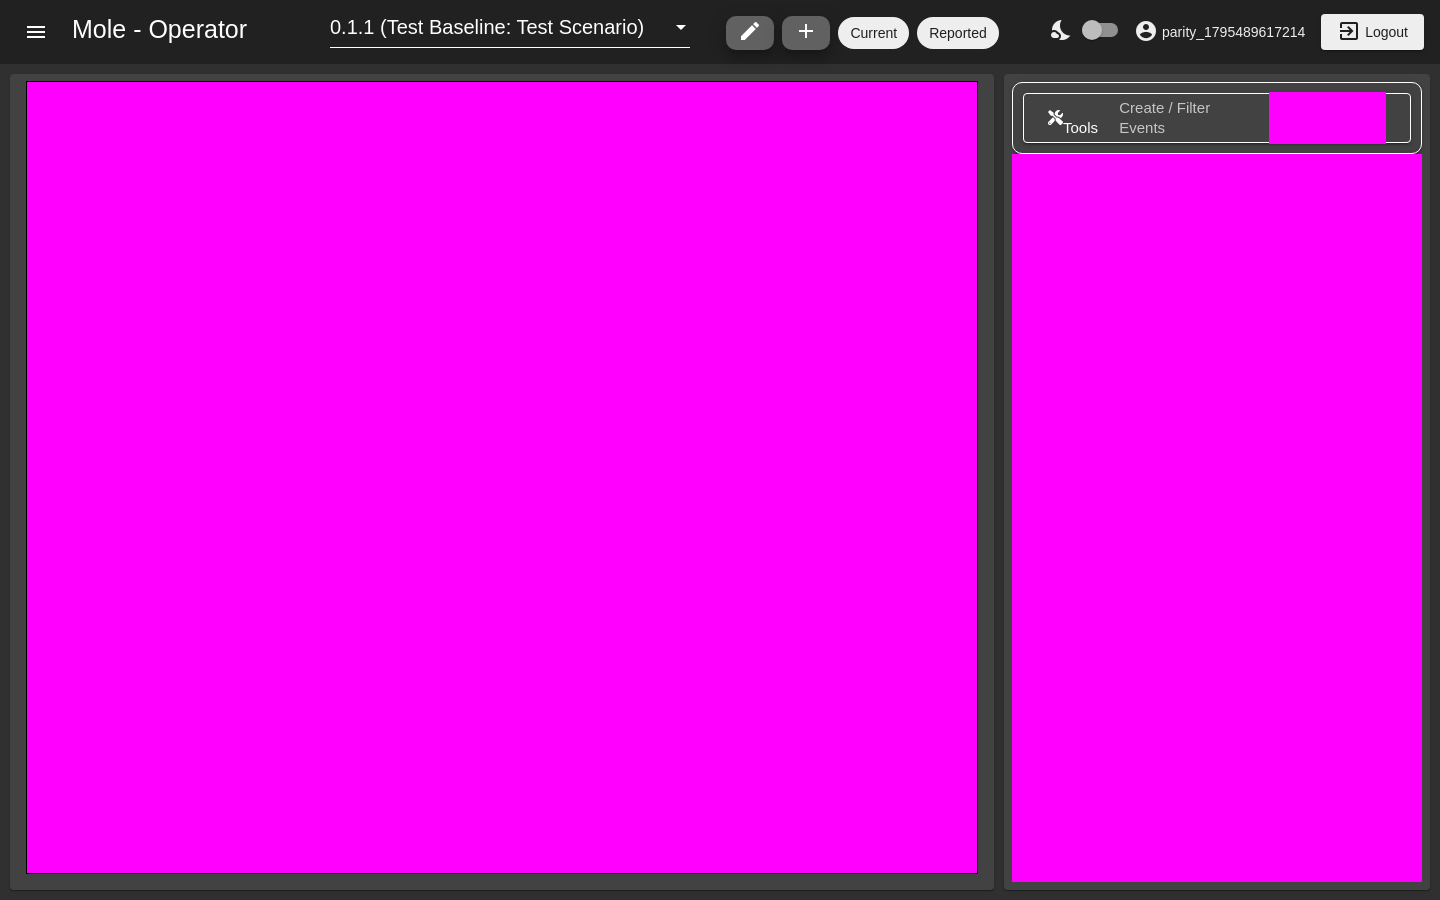 Mole - Operator
0.1.1 (Test Baseline: Test Scenario)
Current
Reported
parity_1795489617214
Logout
Tools
Create / Filter
Events